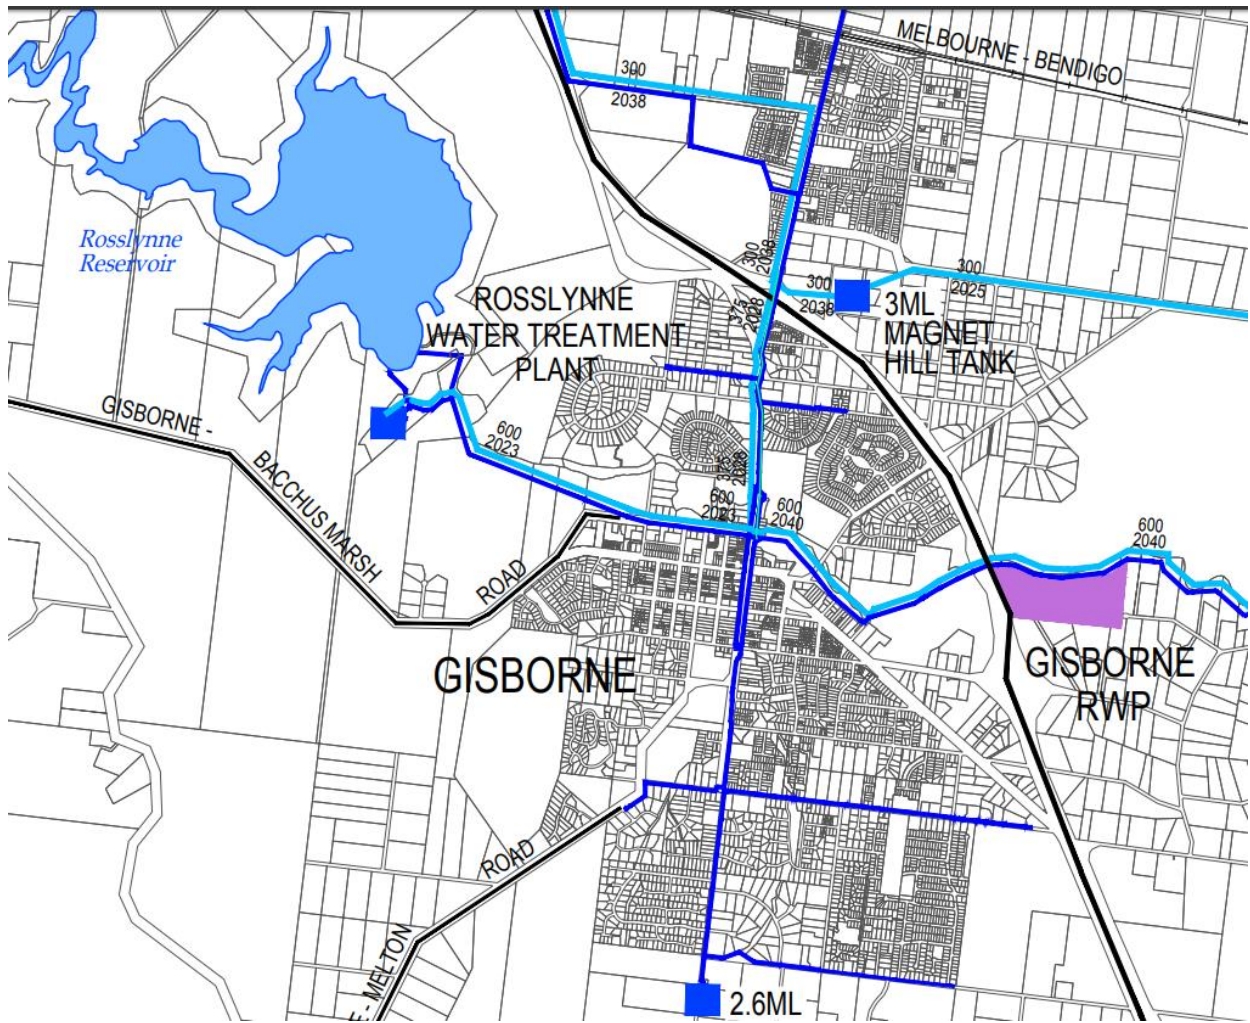 MELBOURNE - BENDIGO
300
2038
Rosslynne
Reservoir
300
2038
300
2025
300
2038
3ML
MAGNET
HILL TANK
375
2028
ROSSLYNNE
WATER TREATMENT
PLANT
GISBORNE -
BACCHUS MARSH
ROAD
600
2023
375
2028
600
2023
600
2040
600
2040
GISBORNE
GISBORNE
RWP
ROAD
E - MELTON
2.6ML